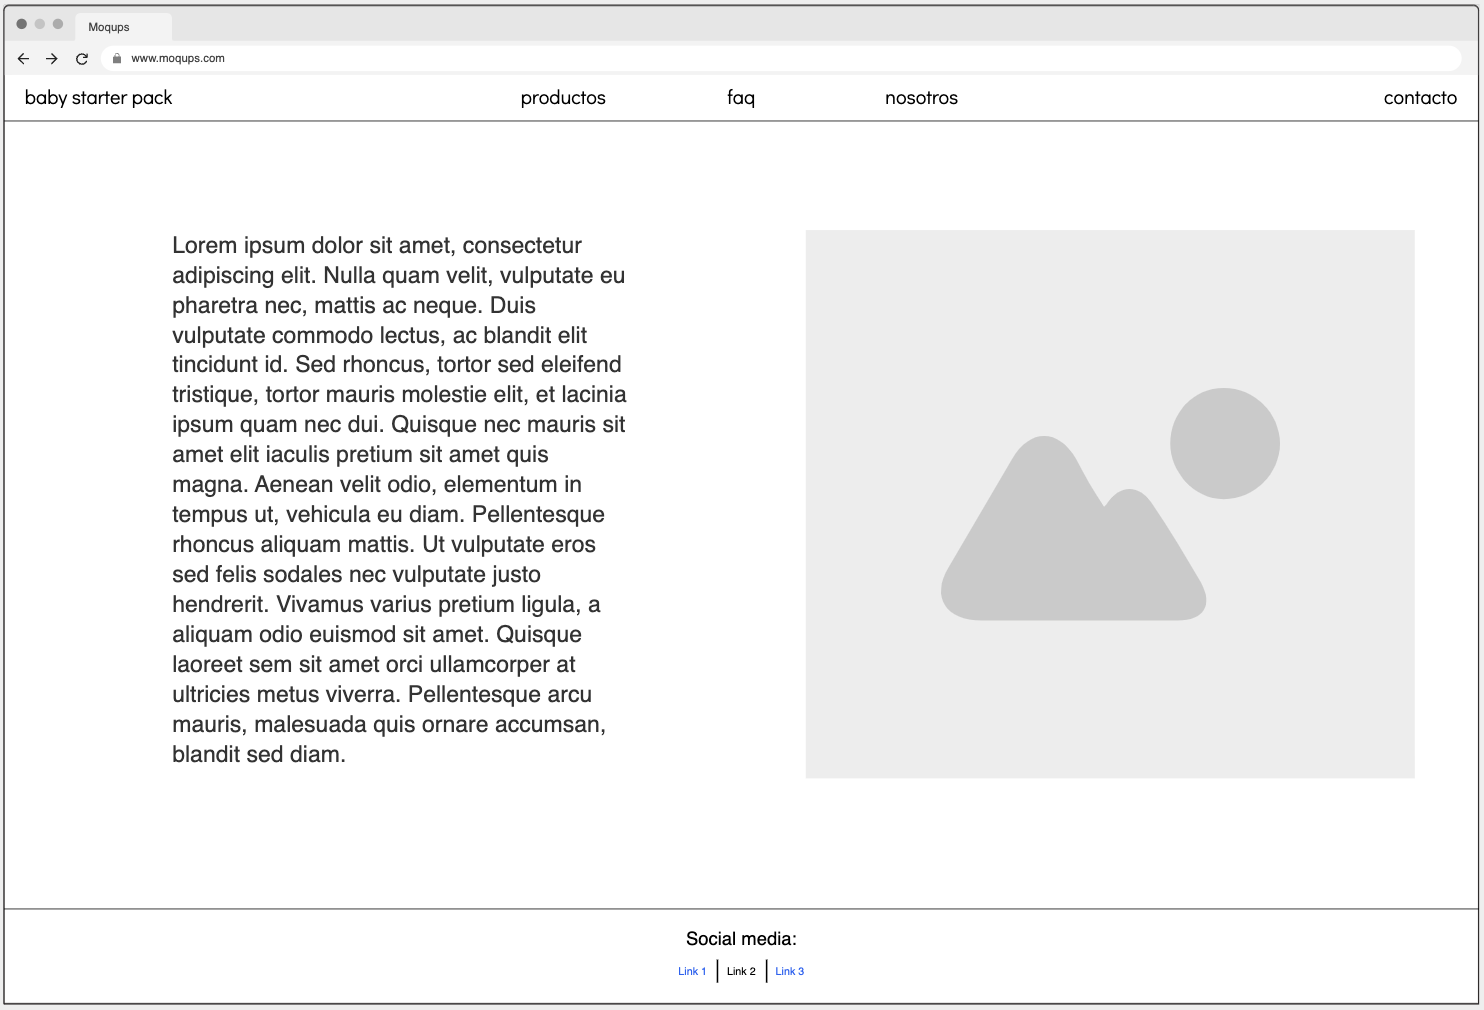 Moqups
www.moqups.com
baby starter pack productos faq nosotros contacto
Lorem ipsum dolor sit amet, consectetur
adipiscing elit. Nulla quam velit, vulputate eu
pharetra nec, mattis ac neque. Duis
vulputate commodo lectus, ac blandit elit
tincidunt id. Sed rhoncus, tortor sed eleifend
tristique, tortor mauris molestie elit, et lacinia
ipsum quam nec dui. Quisque nec mauris sit
amet elit iaculis pretium sit amet quis
magna. Aenean velit odio, elementum in
tempus ut, vehicula eu diam. Pellentesque
rhoncus aliquam mattis. Ut vulputate eros
sed felis sodales nec vulputate justo
hendrerit. Vivamus varius pretium ligula, a
aliquam odio euismod sit amet. Quisque
laoreet sem sit amet orci ullamcorper at
ultricies metus viverra. Pellentesque arcu
mauris, malesuada quis ornare accumsan,
blandit sed diam.
Social media:
Link 1 Link 2 Link 3